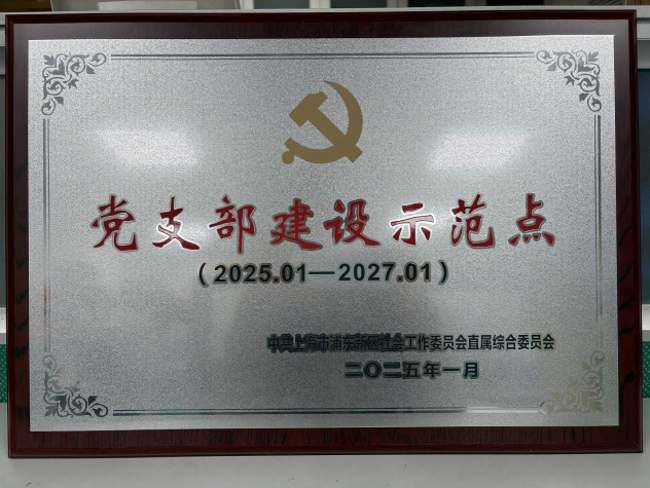 党支部建设示范点
（2025.01—2027.01）
中共上海市浦东新区社会工作委员会直属综合委员会
二〇二五年一月